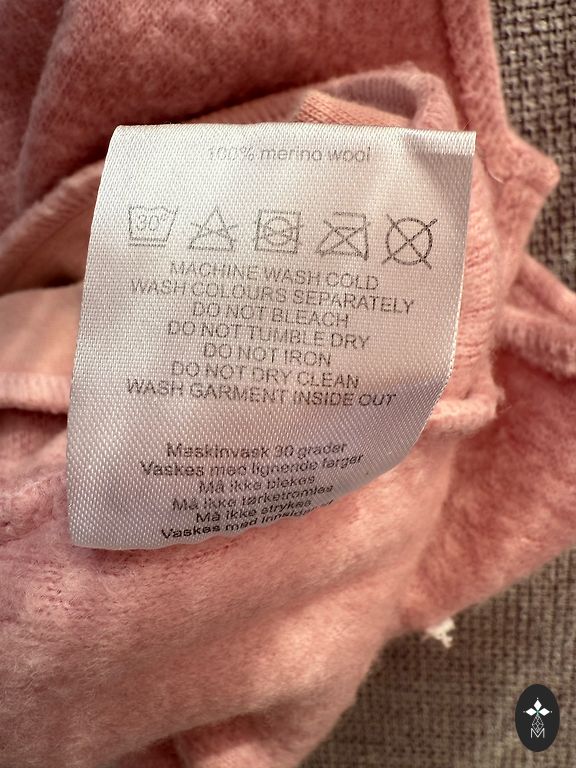 100% merino wool
30°
MACHINE WASH COLD
WASH COLOURS SEPARATELY
DO NOT BLEACH
DO NOT TUMBLE DRY
DO NOT IRON
DO NOT DRY CLEAN
WASH GARMENT INSIDE OUT
Maskinvask 30 grader
Vaskes med lignende farger
Må ikke blekes
Må ikke tørketromles
Må ikke strykes
Vaskes med
M